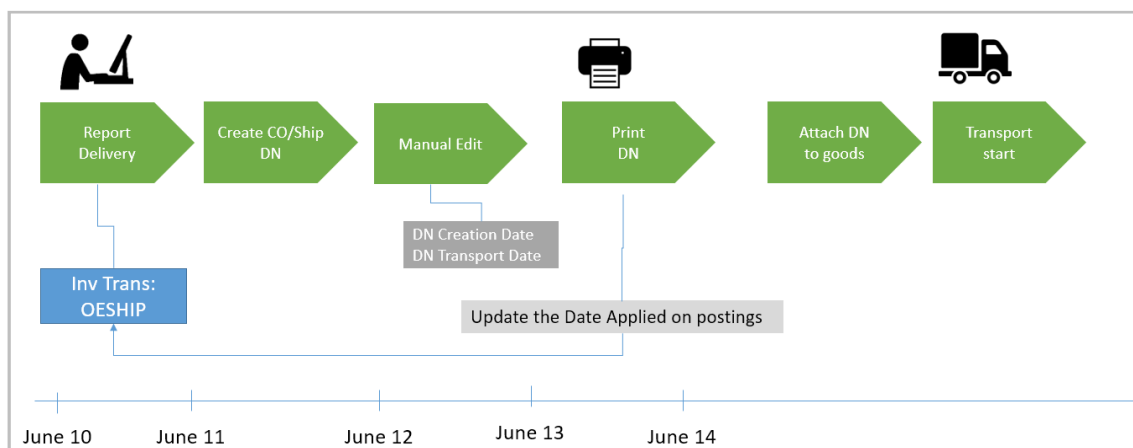 Report
Delivery
Create CO/Ship
DN
Manual Edit
Print
DN
Attach DN
to goods
Transport
start
DN Creation Date
DN Transport Date
Inv Trans:
OESHIP
Update the Date Applied on postings
June 10
June 11
June 12
June 13
June 14